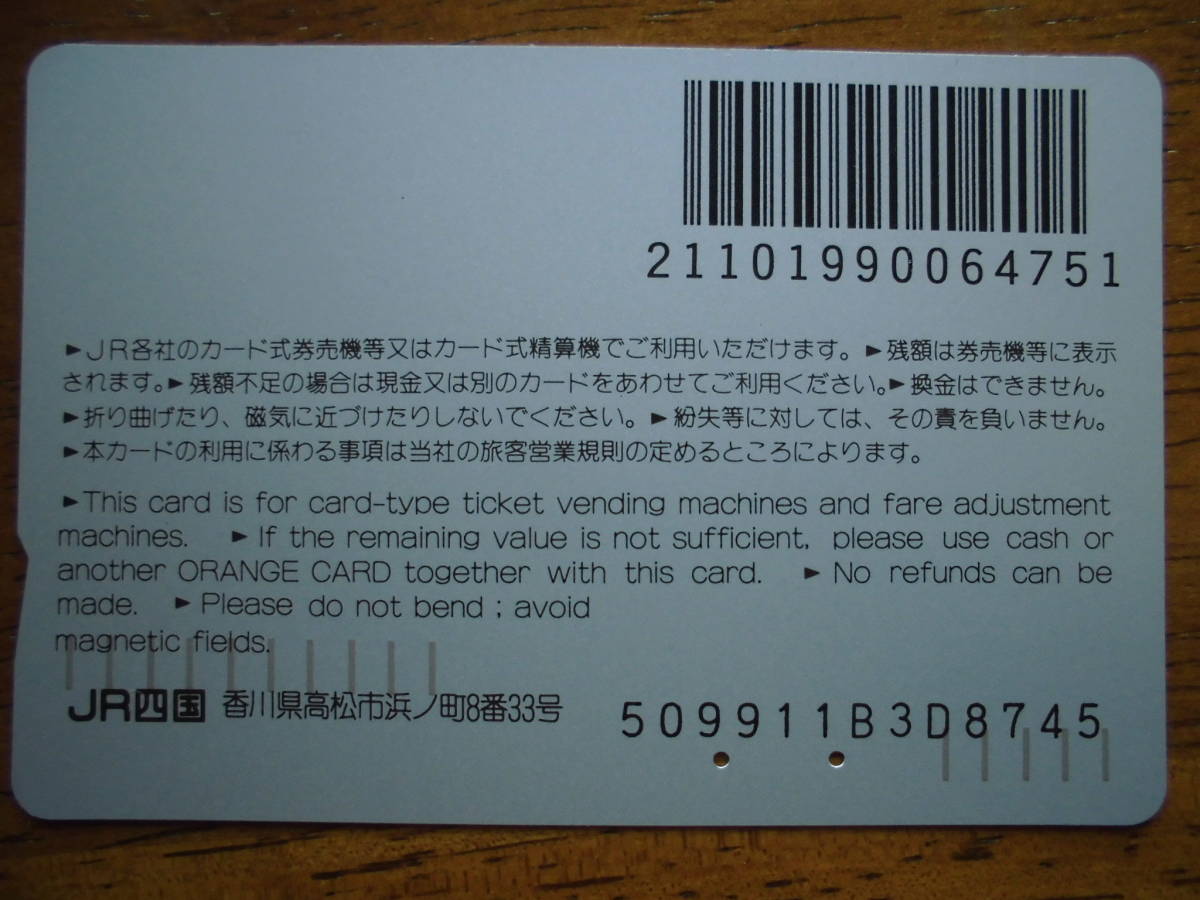 21101990064751
►JR各社のカード式券売機等又はカード式精算機でご利用いただけます。►残額は券売機等に表示
されます。►残額不足の場合は現金又は別のカードをあわせてご利用ください。►換金はできません。
►折り曲げたり、磁気に近づけたりしないでください。►紛失等に対しては、その責を負いません。
►本カードの利用に係わる事項は当社の旅客営業規則の定めるところによります。
►This card is for card-type ticket vending machines and fare adjustment
machines. ►If the remaining value is not sufficient, please use cash or
another ORANGE CARD together with this card. ►No refunds can be
made. ►Please do not bend ; avoid
magnetic fields.
JR四国 香川県高松市浜ノ町8番33号
509911B3D8745